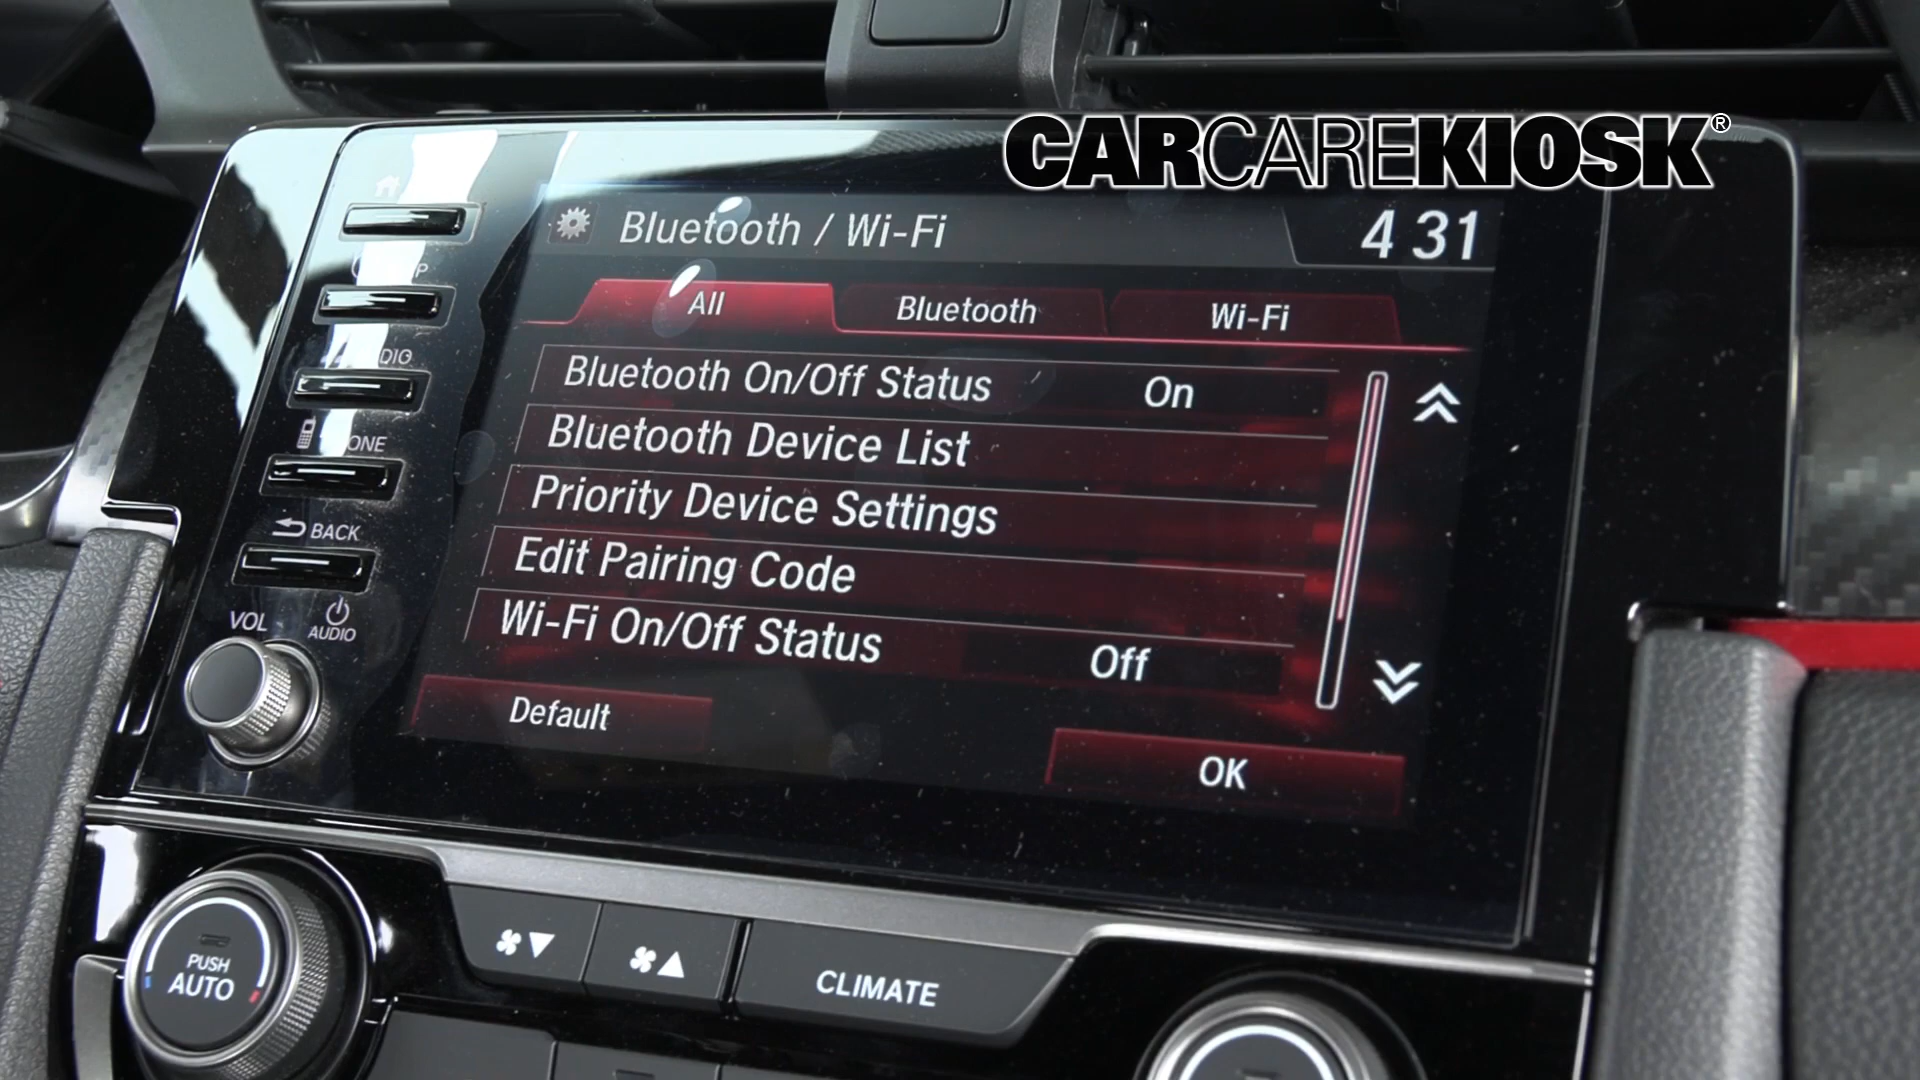 CARCAREKIOSK®
Bluetooth / Wi-Fi
4 31
All
Bluetooth
Wi-Fi
Bluetooth On/Off Status On
Bluetooth Device List
Priority Device Settings
Edit Pairing Code
Wi-Fi On/Off Status Off
Default
OK
BACK
VOL
AUDIO
PUSH
AUTO
CLIMATE